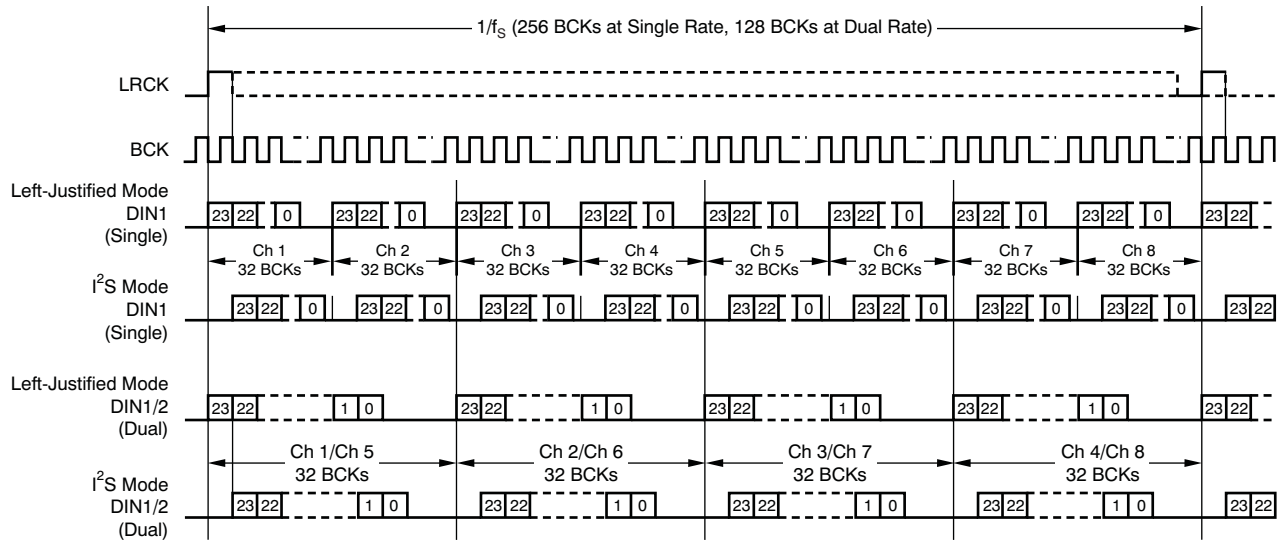 1/fS (256 BCKs at Single Rate, 128 BCKs at Dual Rate)
LRCK
BCK
Left-Justified Mode
DIN1
(Single)
23 22 0 23 22 0 23 22 0 23 22 0 23 22 0 23 22 0 23 22 0 23 22 0 23 22
Ch 1 Ch 2 Ch 3 Ch 4 Ch 5 Ch 6 Ch 7 Ch 8
32 BCKs 32 BCKs 32 BCKs 32 BCKs 32 BCKs 32 BCKs 32 BCKs 32 BCKs
I²S Mode
DIN1
(Single)
23 22 0 23 22 0 23 22 0 23 22 0 23 22 0 23 22 0 23 22 0 23 22 0 23 22
Left-Justified Mode
DIN1/2
(Dual)
23 22 1 0 23 22 1 0 23 22 1 0 23 22 1 0 23 22
Ch 1/Ch 5 Ch 2/Ch 6 Ch 3/Ch 7 Ch 4/Ch 8
32 BCKs 32 BCKs 32 BCKs 32 BCKs
I²S Mode
DIN1/2
(Dual)
23 22 1 0 23 22 1 0 23 22 1 0 23 22 1 0 23 22